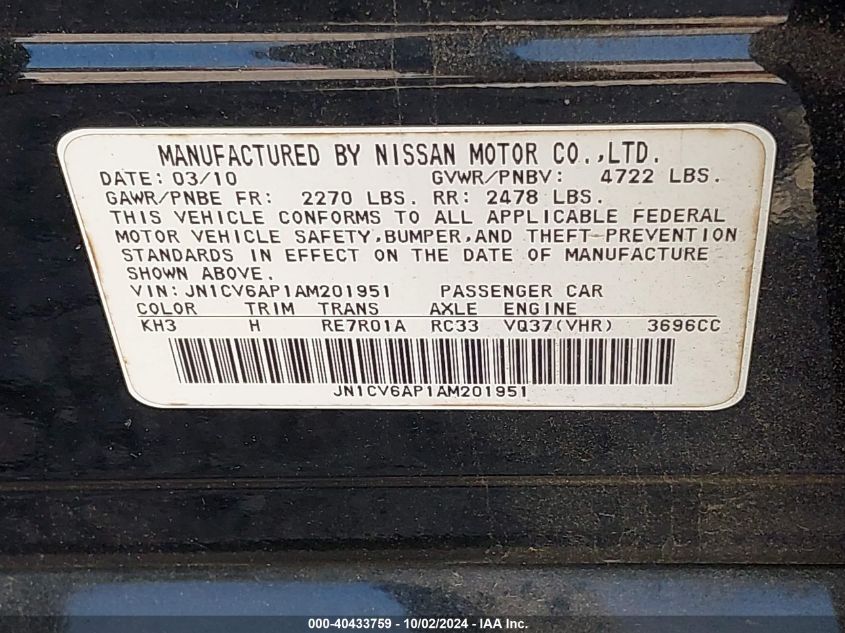 MANUFACTURED BY NISSAN MOTOR CO.,LTD.
DATE: 03/10 GVWR/PNBV: 4722 LBS.
GAWR/PNBE FR: 2270 LBS. RR: 2478 LBS.
THIS VEHICLE CONFORMS TO ALL APPLICABLE FEDERAL
MOTOR VEHICLE SAFETY,BUMPER,AND THEFT PREVENTION
STANDARDS IN EFFECT ON THE DATE OF MANUFACTURE
SHOWN ABOVE.
VIN: JN1CV6AP1AM201951 PASSENGER CAR
COLOR TRIM TRANS AXLE ENGINE
KH3 H RE7R01A RC33 VQ37(VHR) 3696CC
JN1CV6AP1AM201951
000-40433759 - 10/02/2024 - IAA Inc.